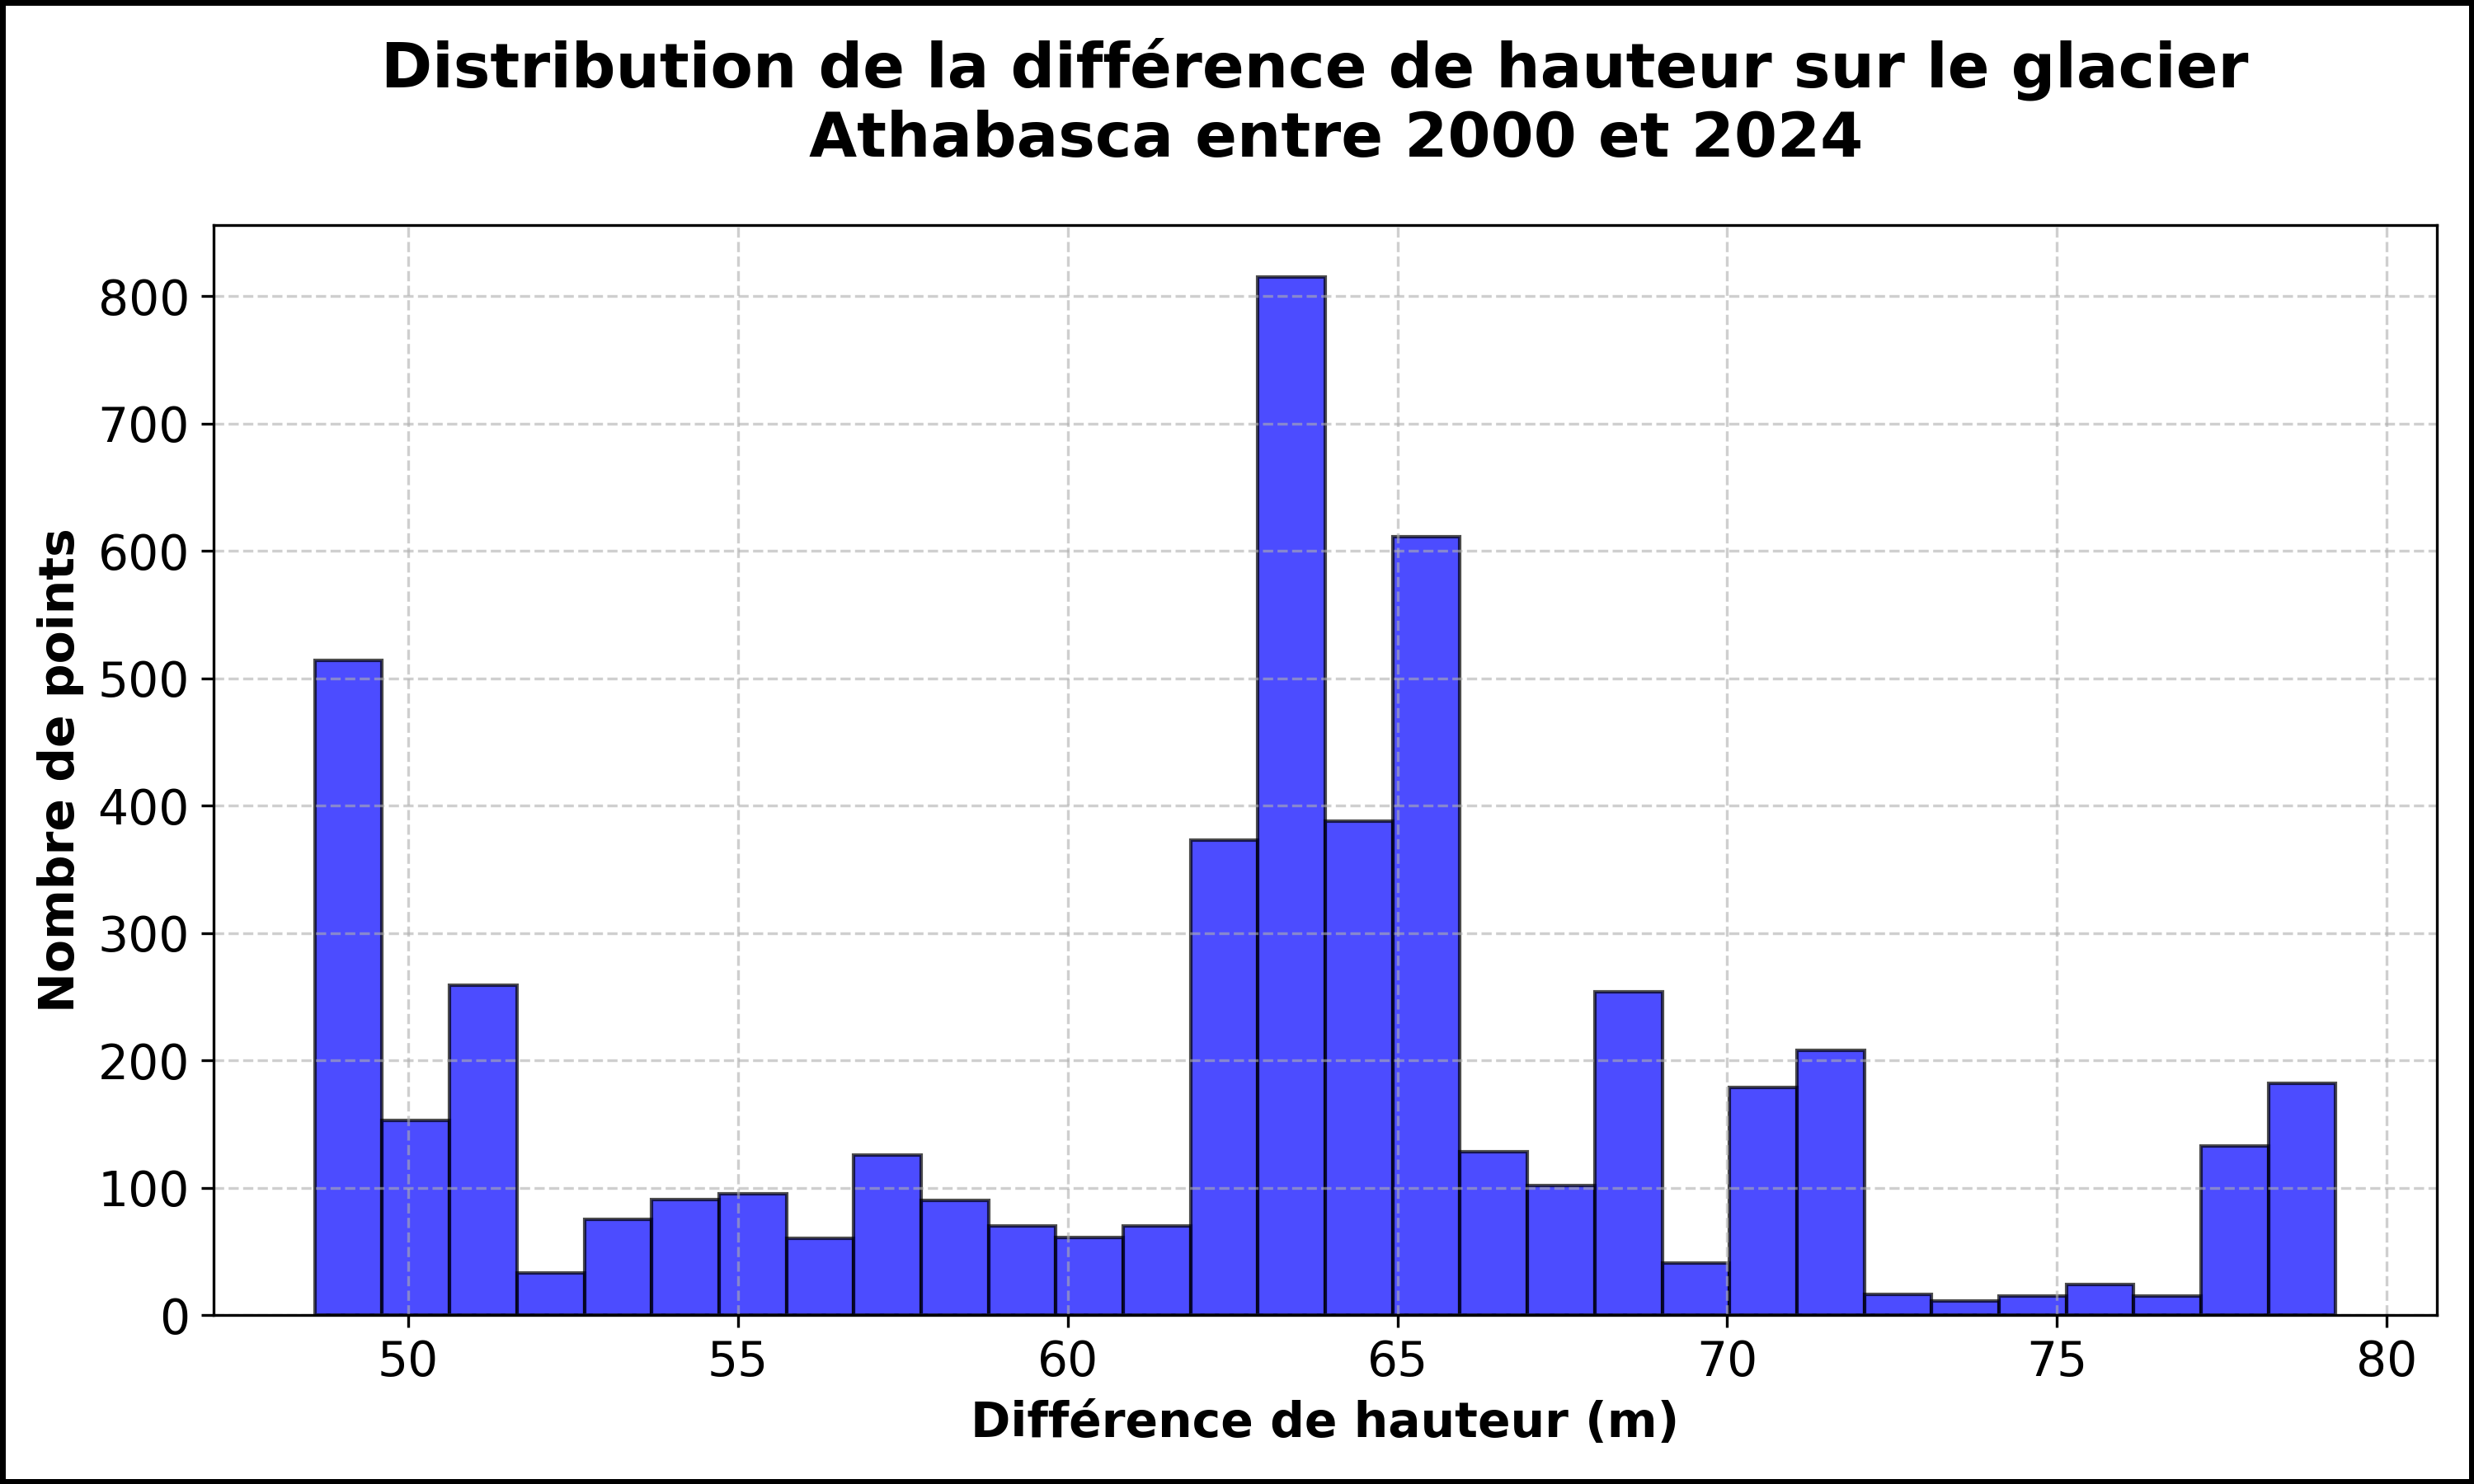 Distribution de la différence de hauteur sur le glacier
Athabasca entre 2000 et 2024
Nombre de points
800
700
600
500
400
300
200
100
0
50 55 60 65 70 75 80
Différence de hauteur (m)